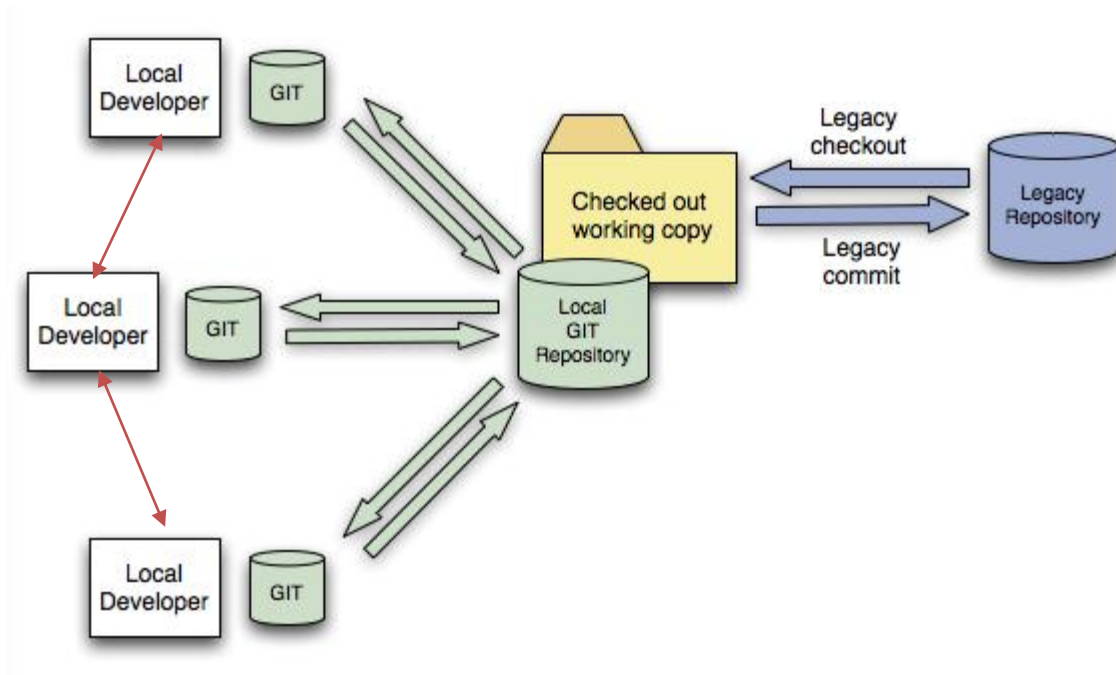 Local
Developer
GIT
Legacy
checkout
Checked out
working copy
Legacy
Repository
Legacy
commit
Local
Developer
GIT
Local
GIT
Repository
Local
Developer
GIT